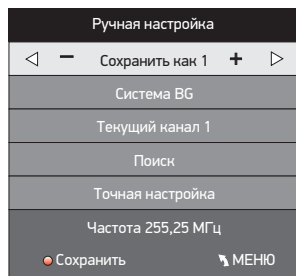 Ручная настройка
Сохранить как 1
Система BG
Текущий канал 1
Поиск
Точная настройка
Частота 255,25 МГц
Сохранить МЕНЮ